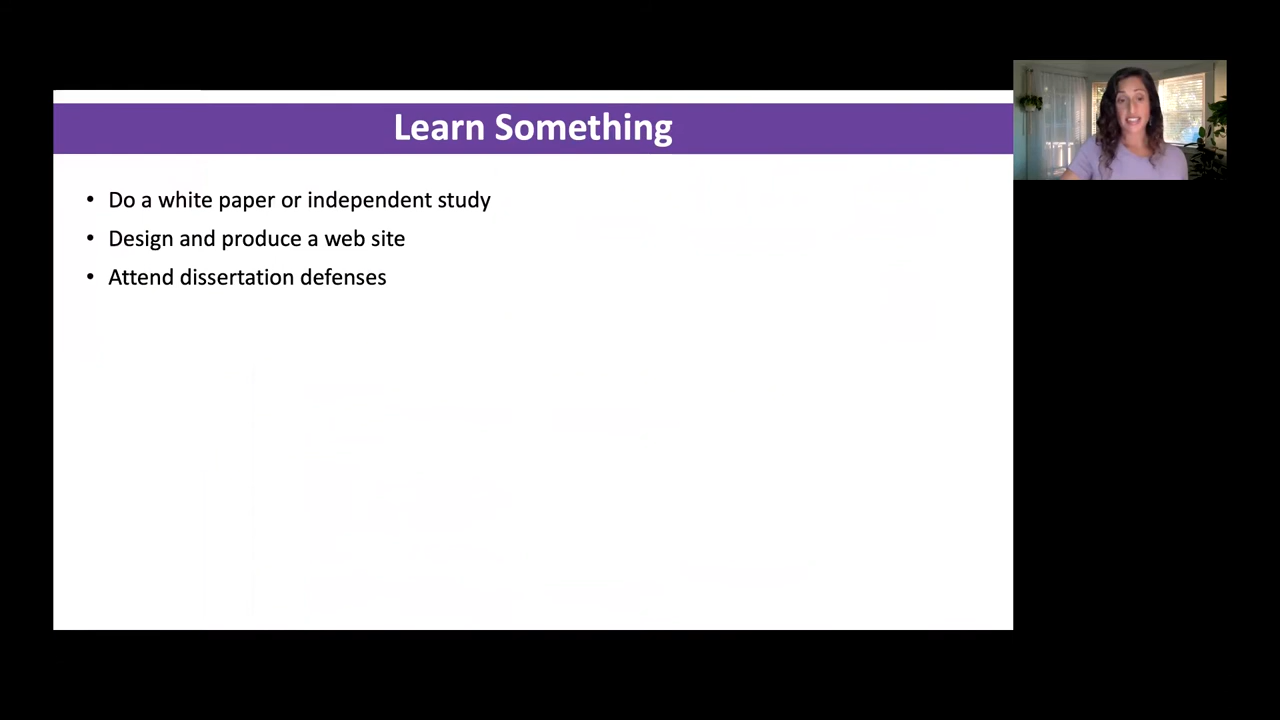 Learn Something
• Do a white paper or independent study
• Design and produce a web site
• Attend dissertation defenses